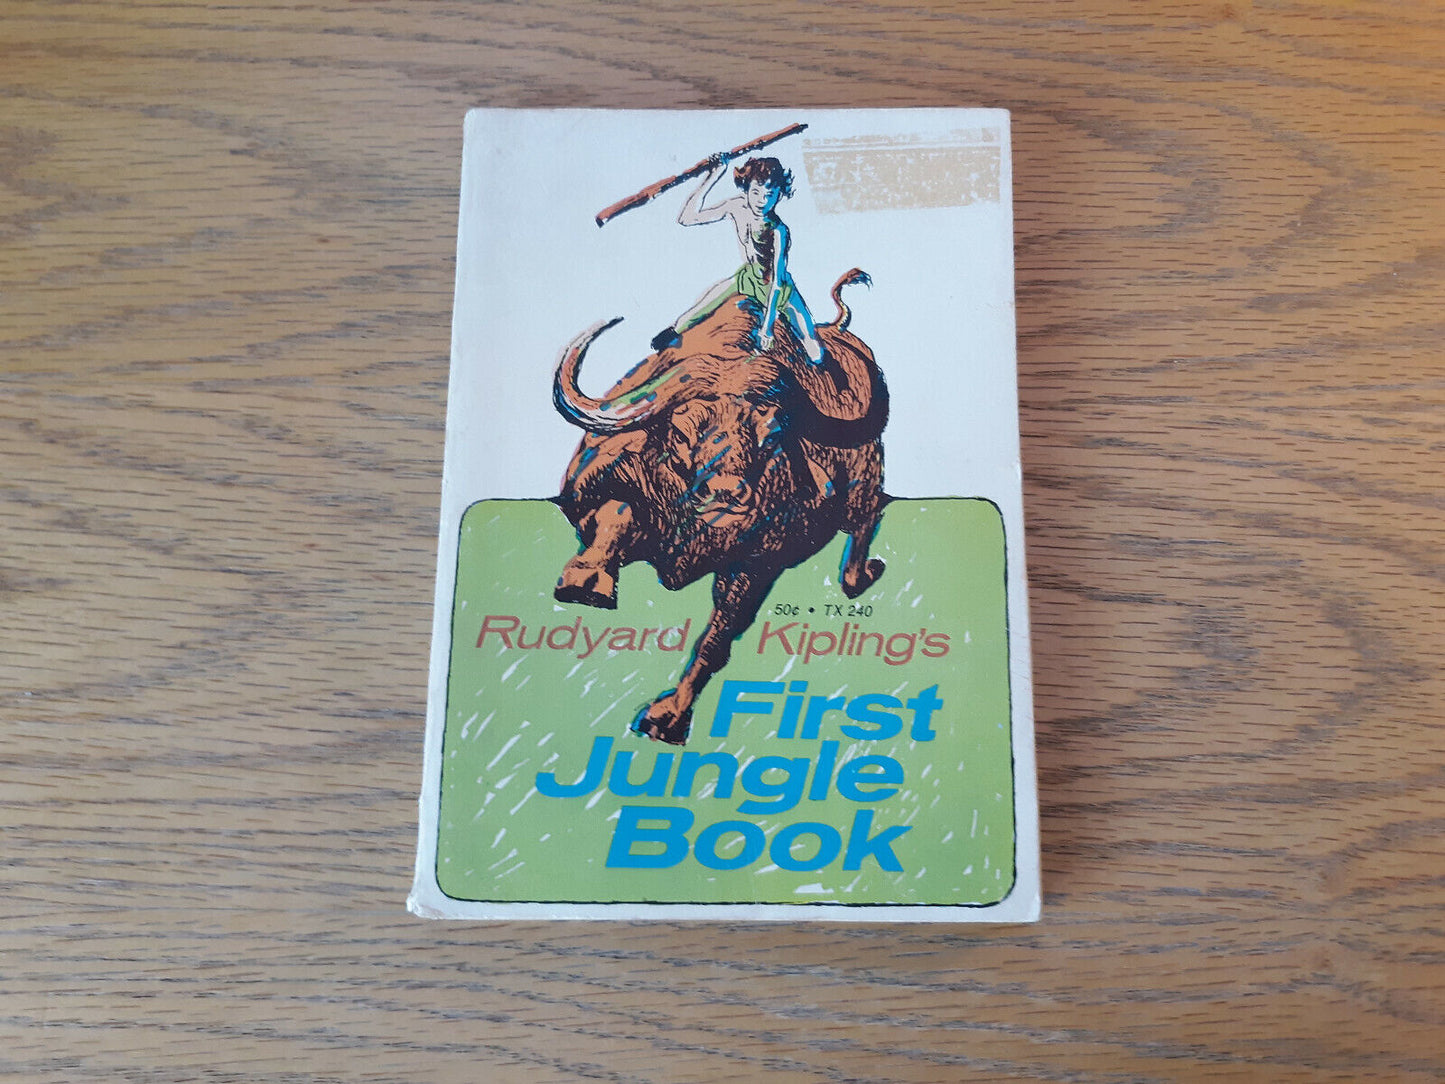 50¢ • TX 240
Rudyard Kipling's
First
Jungle
Book